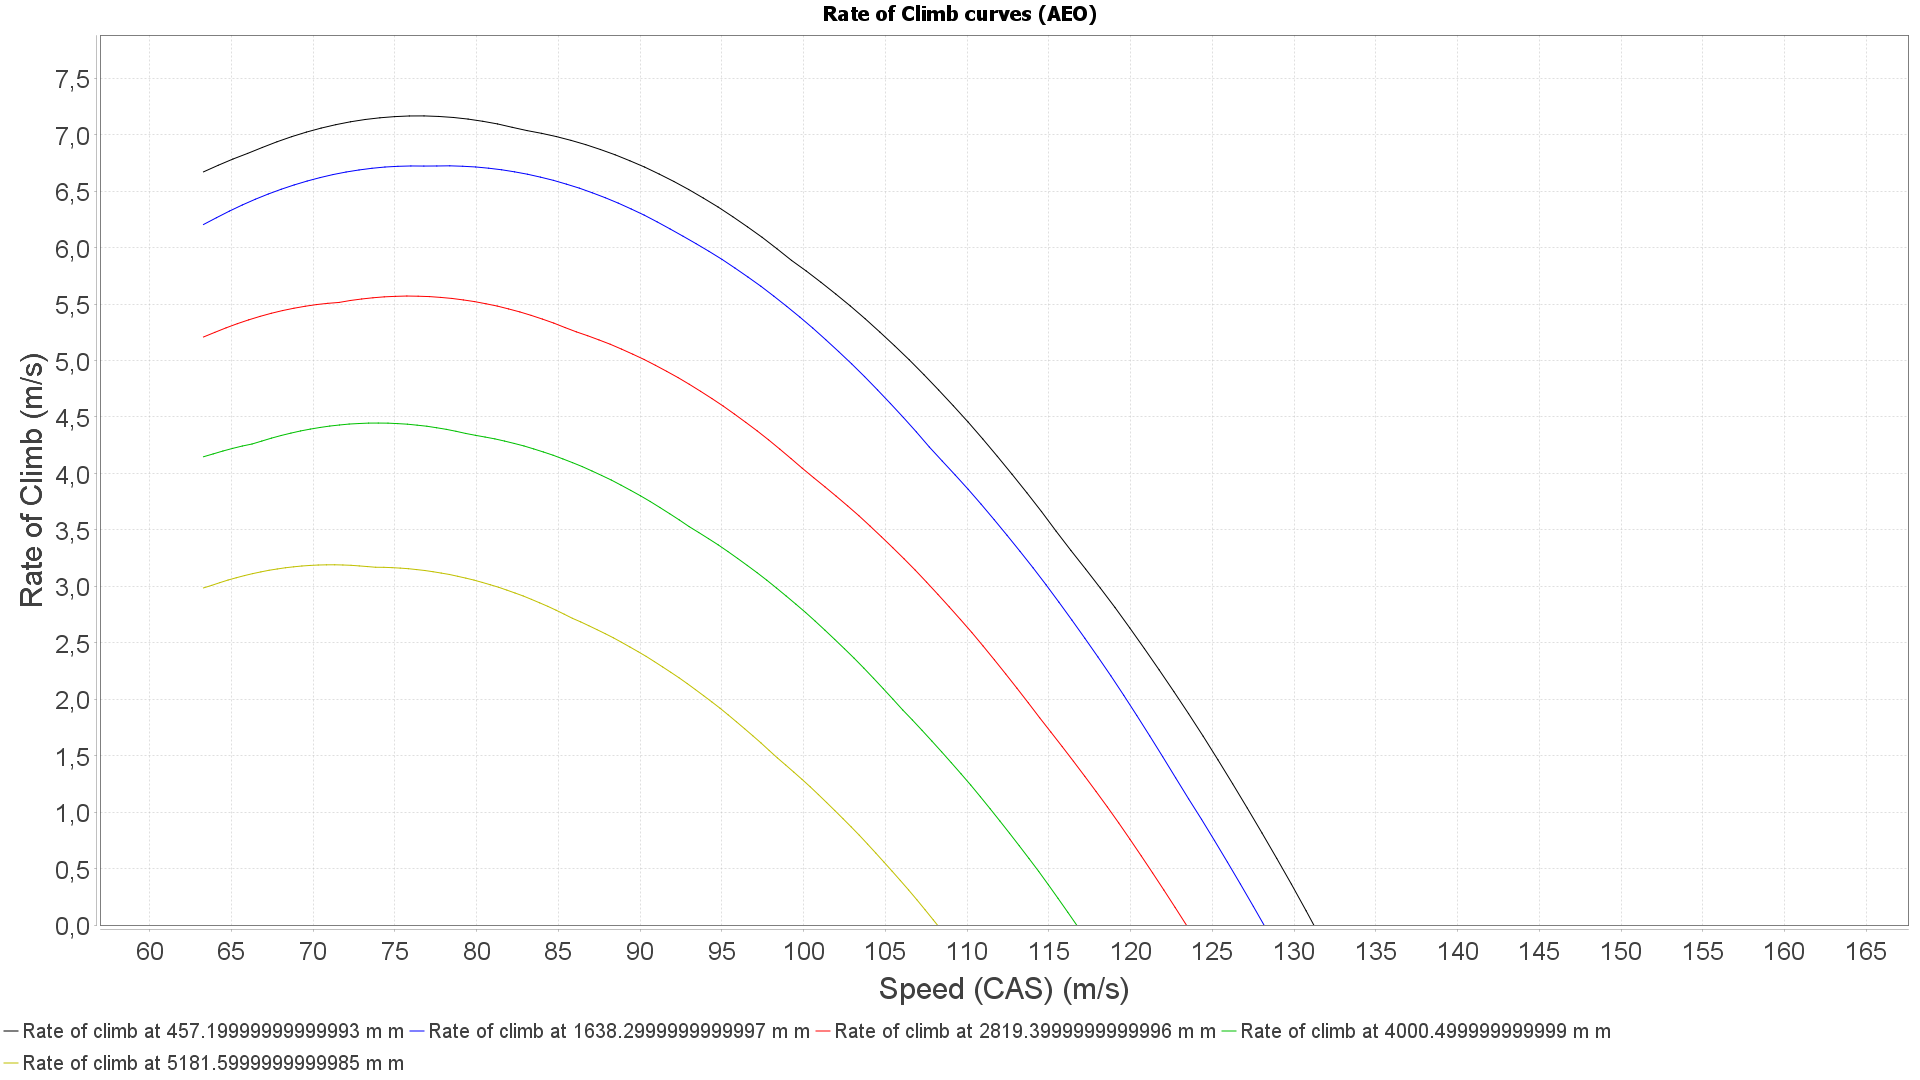 Rate of Climb curves (AEO)
7,5
7,0
6,5
6,0
5,5
5,0
4,5
4,0
3,5
3,0
2,5
2,0
1,5
1,0
0,5
0,0
Rate of Climb (m/s)
60 65 70 75 80 85 90 95 100 105 110 115 120 125 130 135 140 145 150 155 160 165
Speed (CAS) (m/s)
Rate of climb at 457.19999999999993 m m Rate of climb at 1638.2999999999997 m m Rate of climb at 2819.3999999999996 m m Rate of climb at 4000.499999999999 m m
Rate of climb at 5181.5999999999985 m m